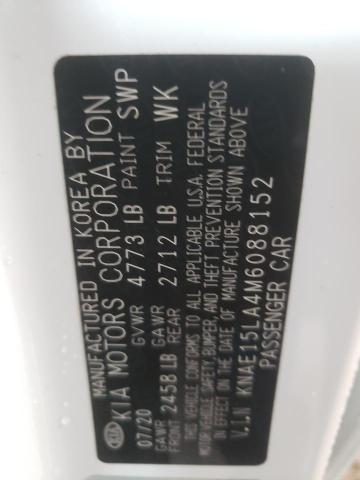 MANUFACTURED IN KOREA BY
KIA KIA MOTORS CORPORATION
07/20 GVWR 4773 LB PAINT SWP
GAWR FRONT 2458 LB GAWR REAR 2712 LB TRIM WK
THIS VEHICLE CONFORMS TO ALL APPLICABLE U.S.A. FEDERAL
MOTOR VEHICLE SAFETY, BUMPER, AND THEFT PREVENTION STANDARDS
IN EFFECT ON THE DATE OF MANUFACTURE SHOWN ABOVE
V.I.N KNAE15LA4M6088152
PASSENGER CAR